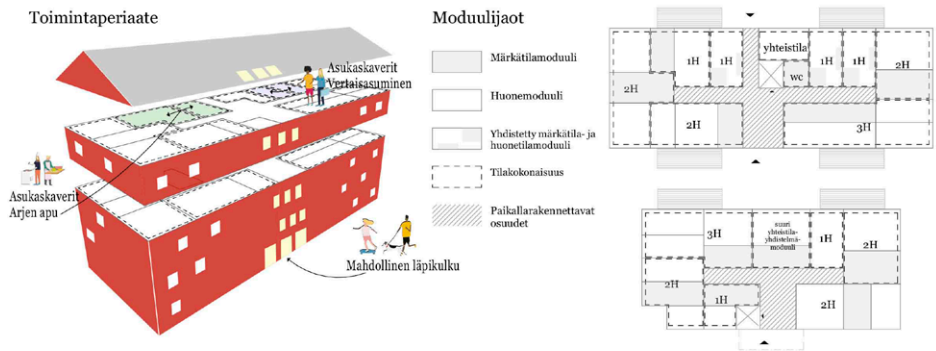 Toimintaperiaate
Asukaskaverit
Vertaisasuminen
Asukaskaverit
Arjen apu
Mahdollinen läpikulku
Moduulijaot
Märkätilamoduuli
Huonemoduuli
Yhdistetty märkätila- ja
huonetilamoduuli
Tilakokonaisuus
Paikallarakennettavat
osuudet
1H
1H
yhteistila
wc
1H
1H
2H
2H
2H
3H
3H
suuri
yhteistila-
yhdistelmä-
moduuli
1H
2H
2H
1H
2H